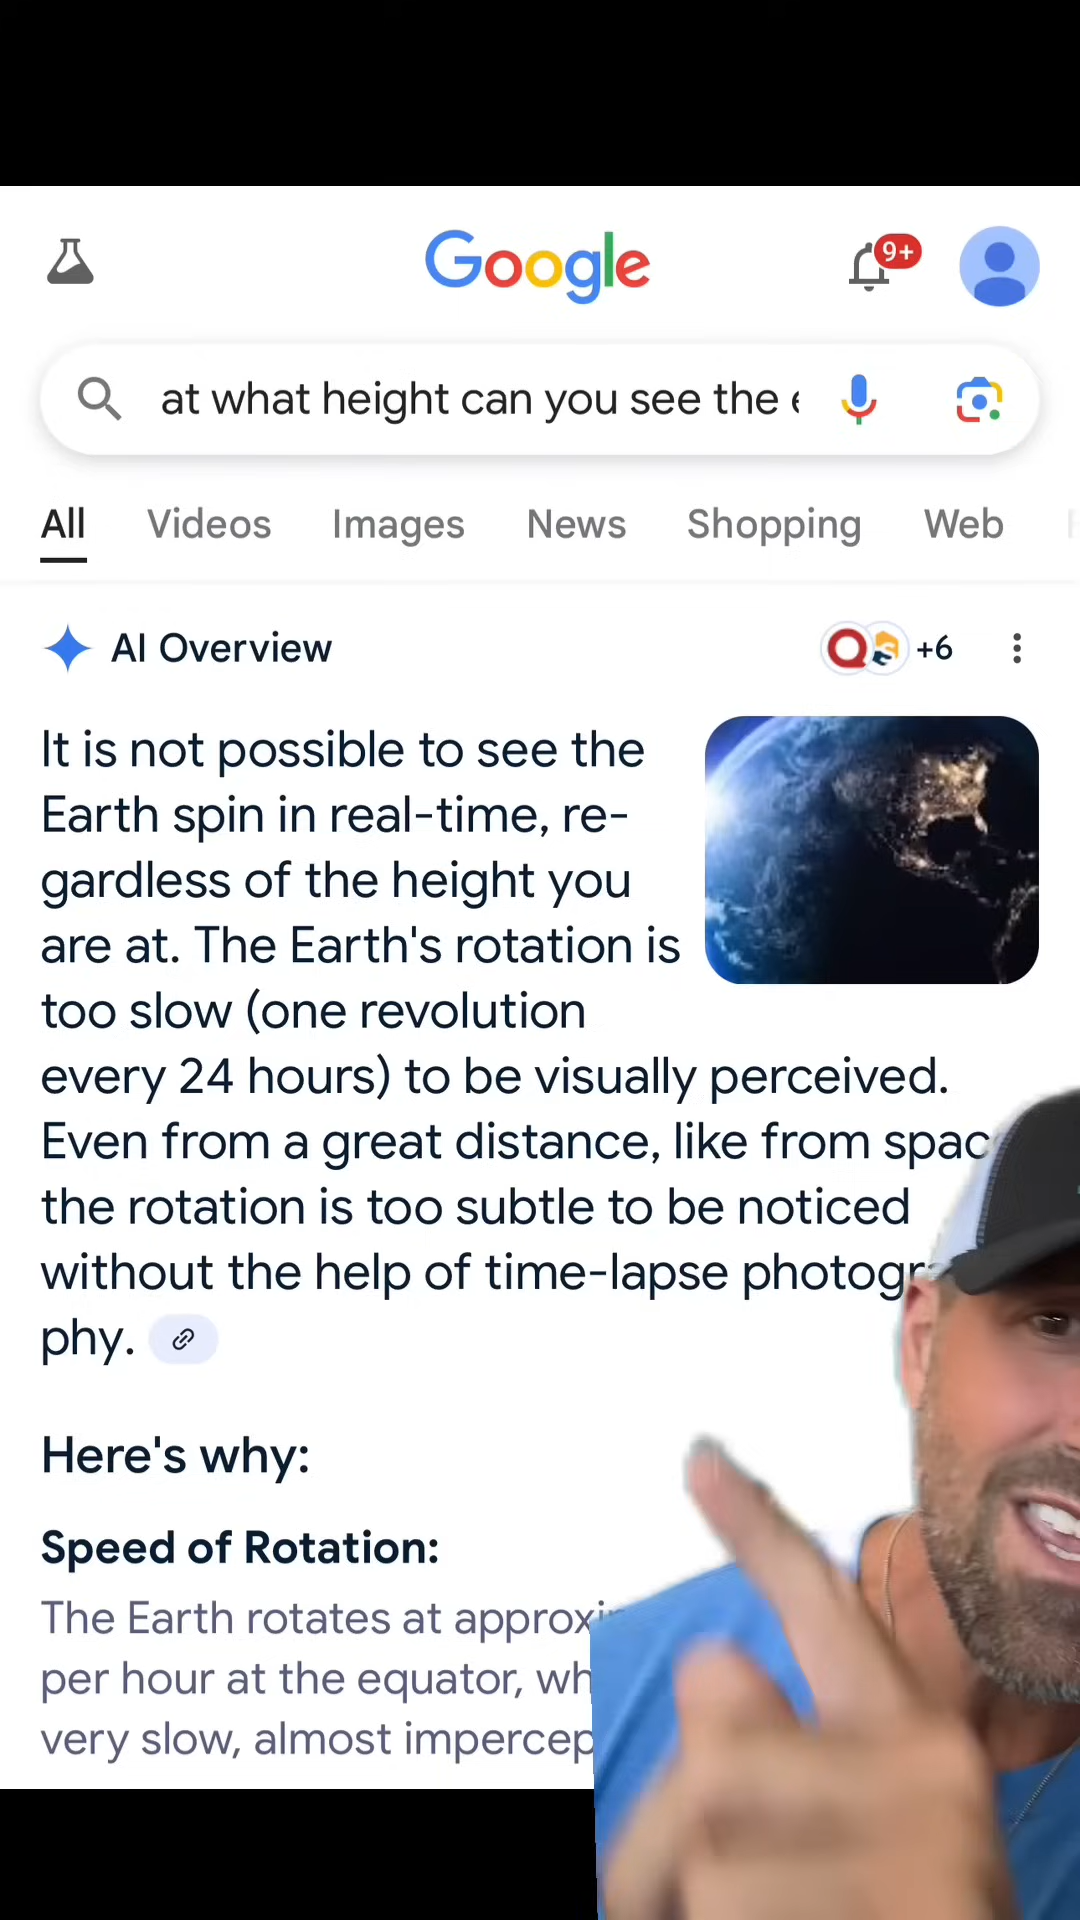 Google
9+
at what height can you see the
All Videos Images News Shopping Web
AI Overview
+6
It is not possible to see the
Earth spin in real-time, re-
gardless of the height you
are at. The Earth's rotation is
too slow (one revolution
every 24 hours) to be visually perceived.
Even from a great distance, like from spac
the rotation is too subtle to be noticed
without the help of time-lapse photogra
phy.
Here's why:
Speed of Rotation:
The Earth rotates at approxi
per hour at the equator, wh
very slow, almost impercep